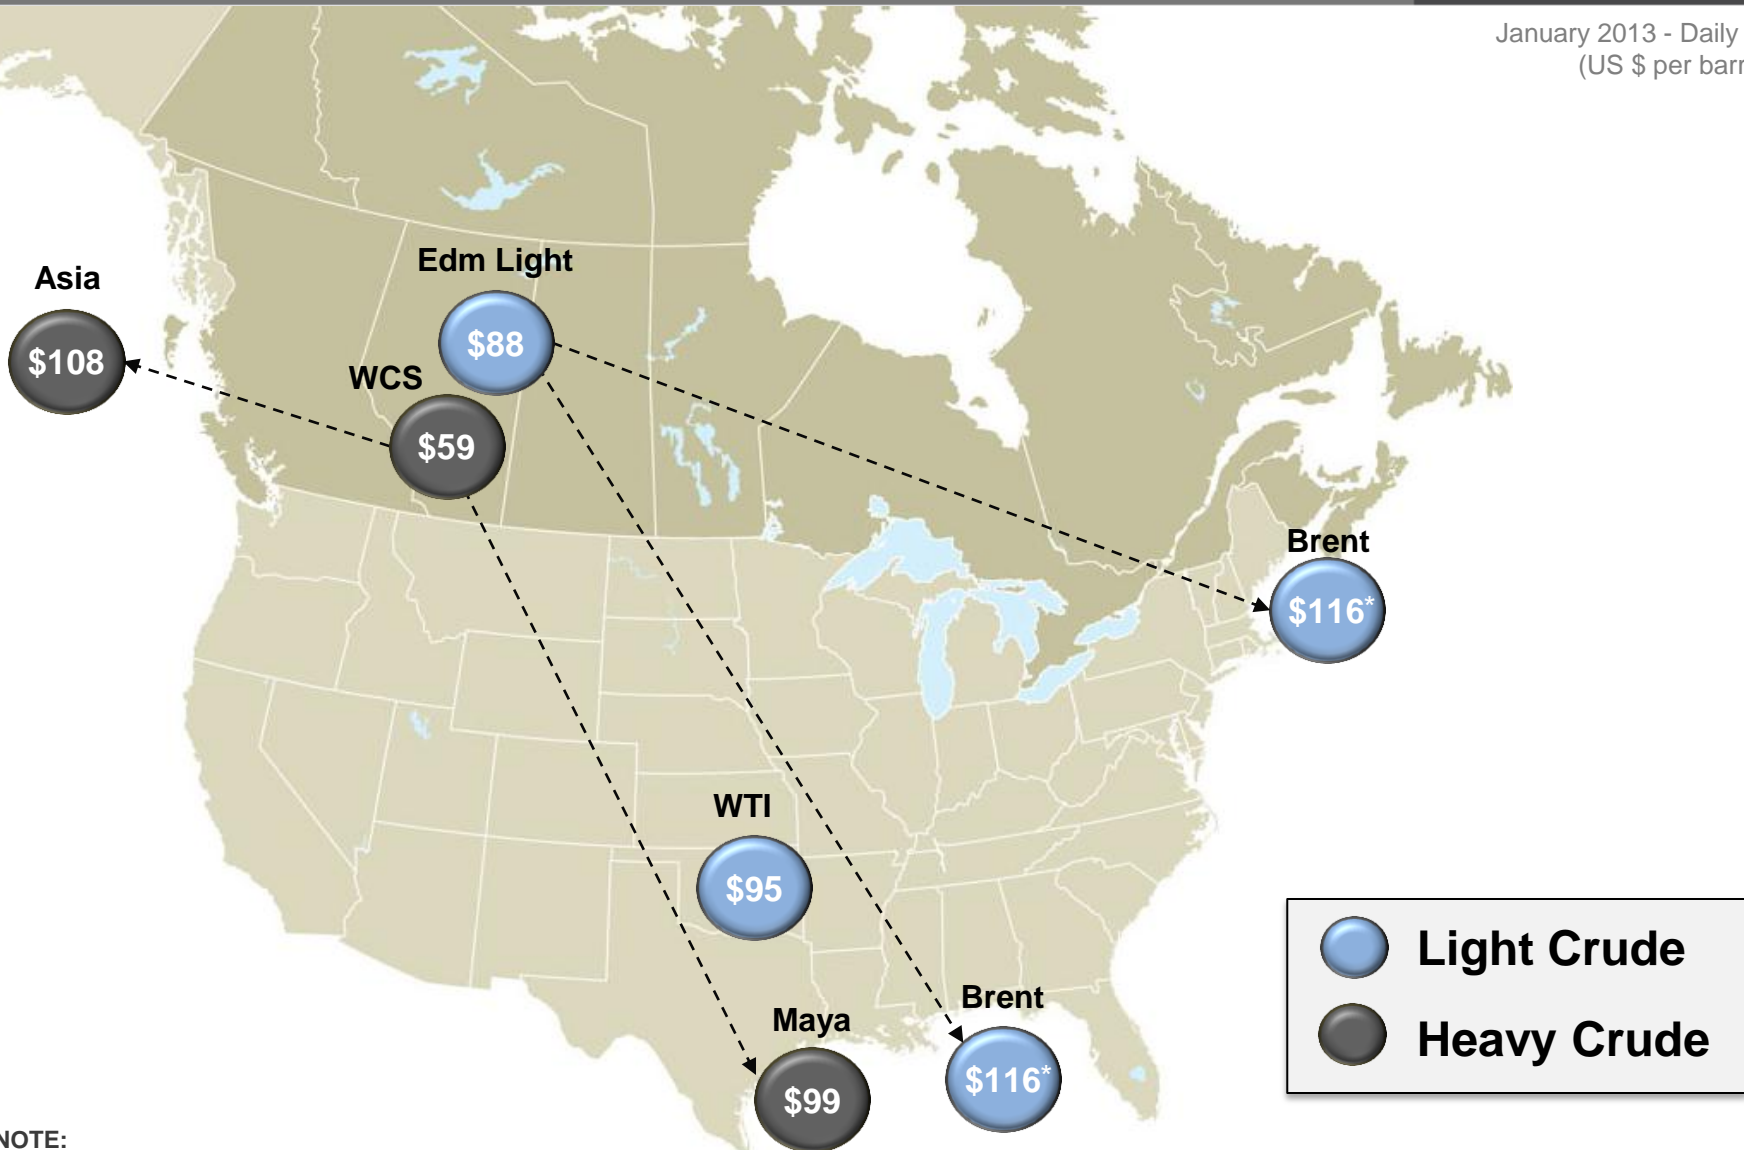 January 2013 - Daily
(US $ per barr
Asia
$108
Edm Light
$88
WCS
$59
Brent
$116*
WTI
$95
Maya
$99
Brent
$116*
Light Crude
Heavy Crude
NOTE: